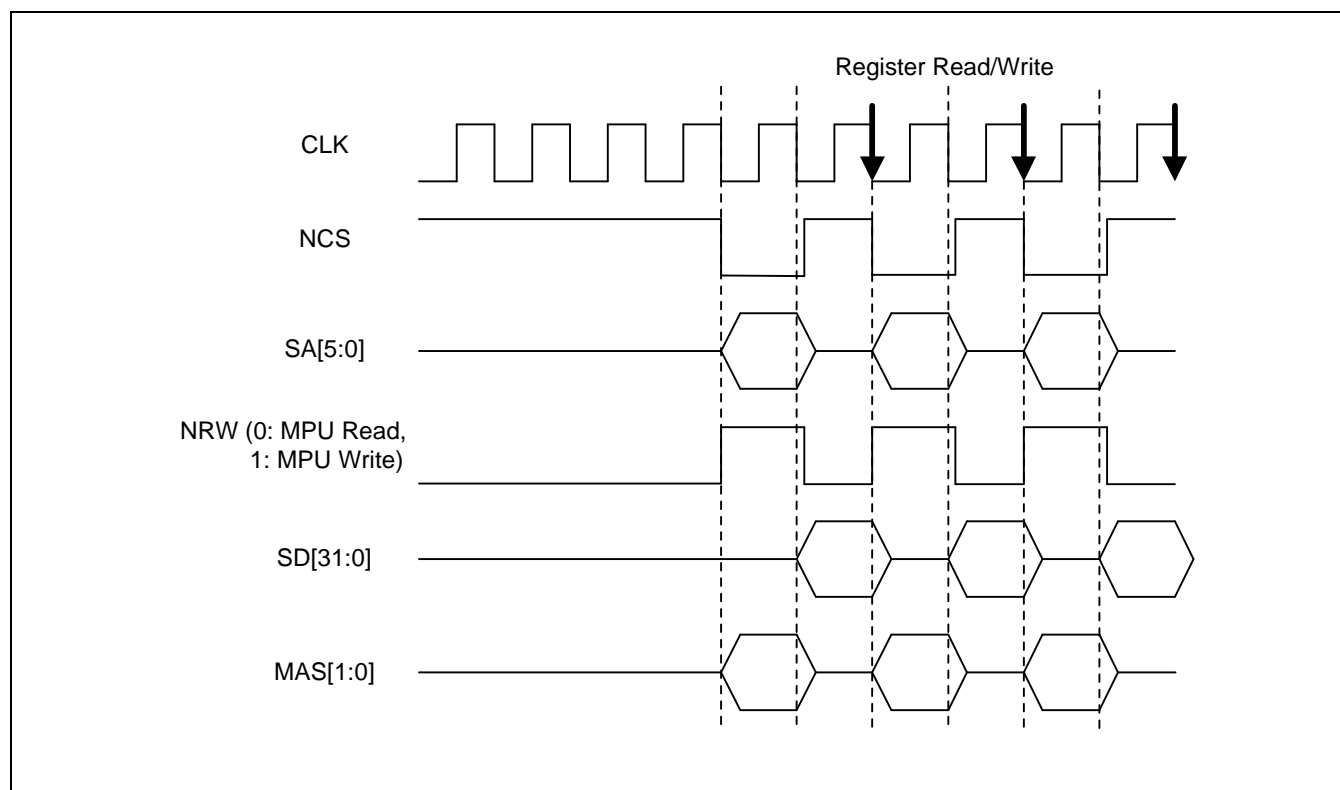 Register Read/Write
CLK
NCS
SA[5:0]
NRW (0: MPU Read,
1: MPU Write)
SD[31:0]
MAS[1:0]